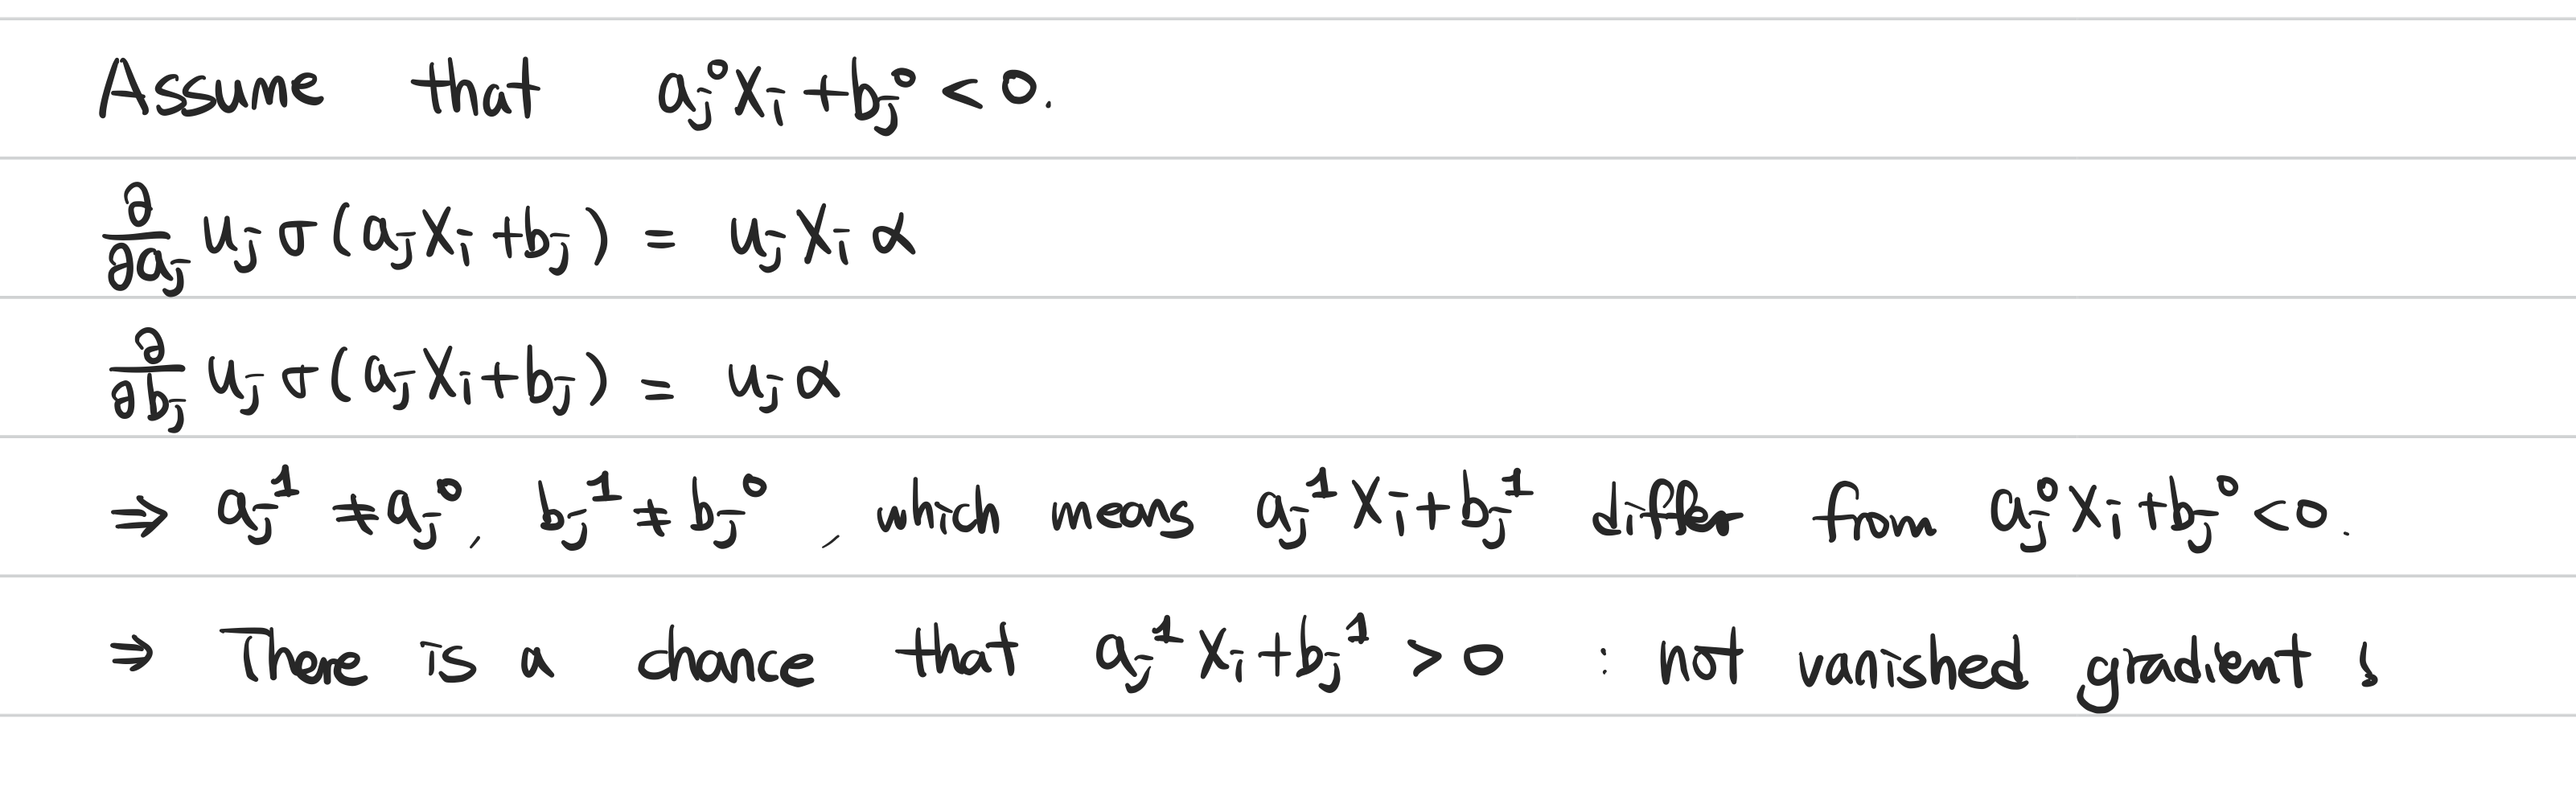 Assume that a_j^0 X_i + b_j^0 < 0.
∂/∂a_j u_j σ(a_j X_i + b_j) = u_j X_i α
∂/∂b_j u_j σ(a_j X_i + b_j) = u_j α
⇒ a_j^1 ≠ a_j^0, b_j^1 ≠ b_j^0, which means a_j^1 X_i + b_j^1 differ from a_j^0 X_i + b_j^0 < 0.
⇒ There is a chance that a_j^1 X_i + b_j^1 > 0 : not vanished gradient !